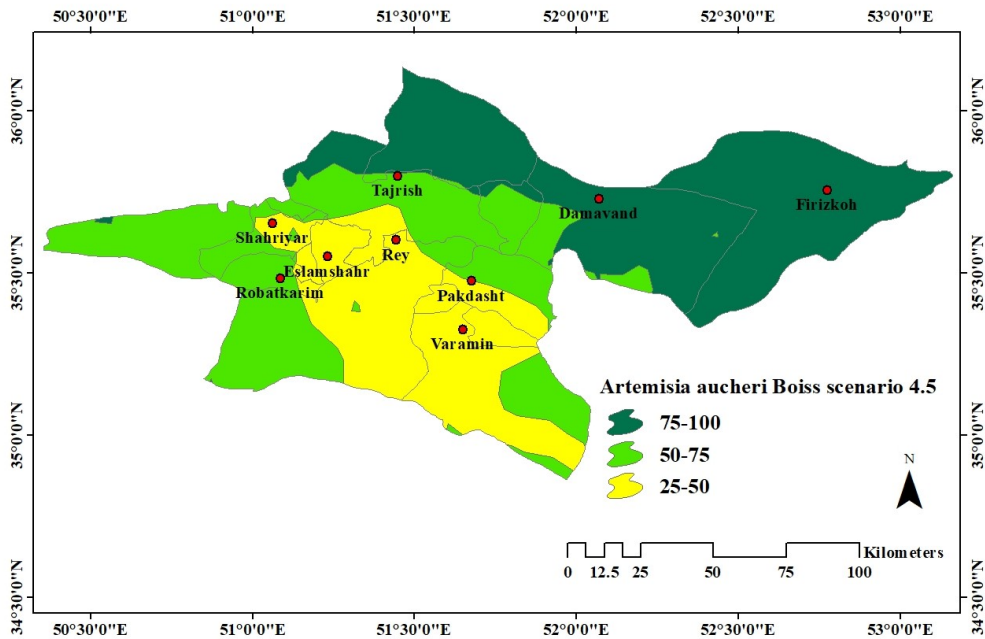 50°30'0"E 51°0'0"E 51°30'0"E 52°0'0"E 52°30'0"E 53°0'0"E
36°0'0"N
36°0'0"N
Tajrish
Damavand
Firizkoh
Shahriyar
Rey
Eslamshahr
35°30'0"N
35°30'0"N
Robatkarim
Pakdasht
Varamin
Artemisia aucheri Boiss scenario 4.5
75-100
35°0'0"N
35°0'0"N
50-75
25-50
N
Kilometers
0 12.5 25 50 75 100
34°30'0"N
34°30'0"N
50°30'0"E 51°0'0"E 51°30'0"E 52°0'0"E 52°30'0"E 53°0'0"E